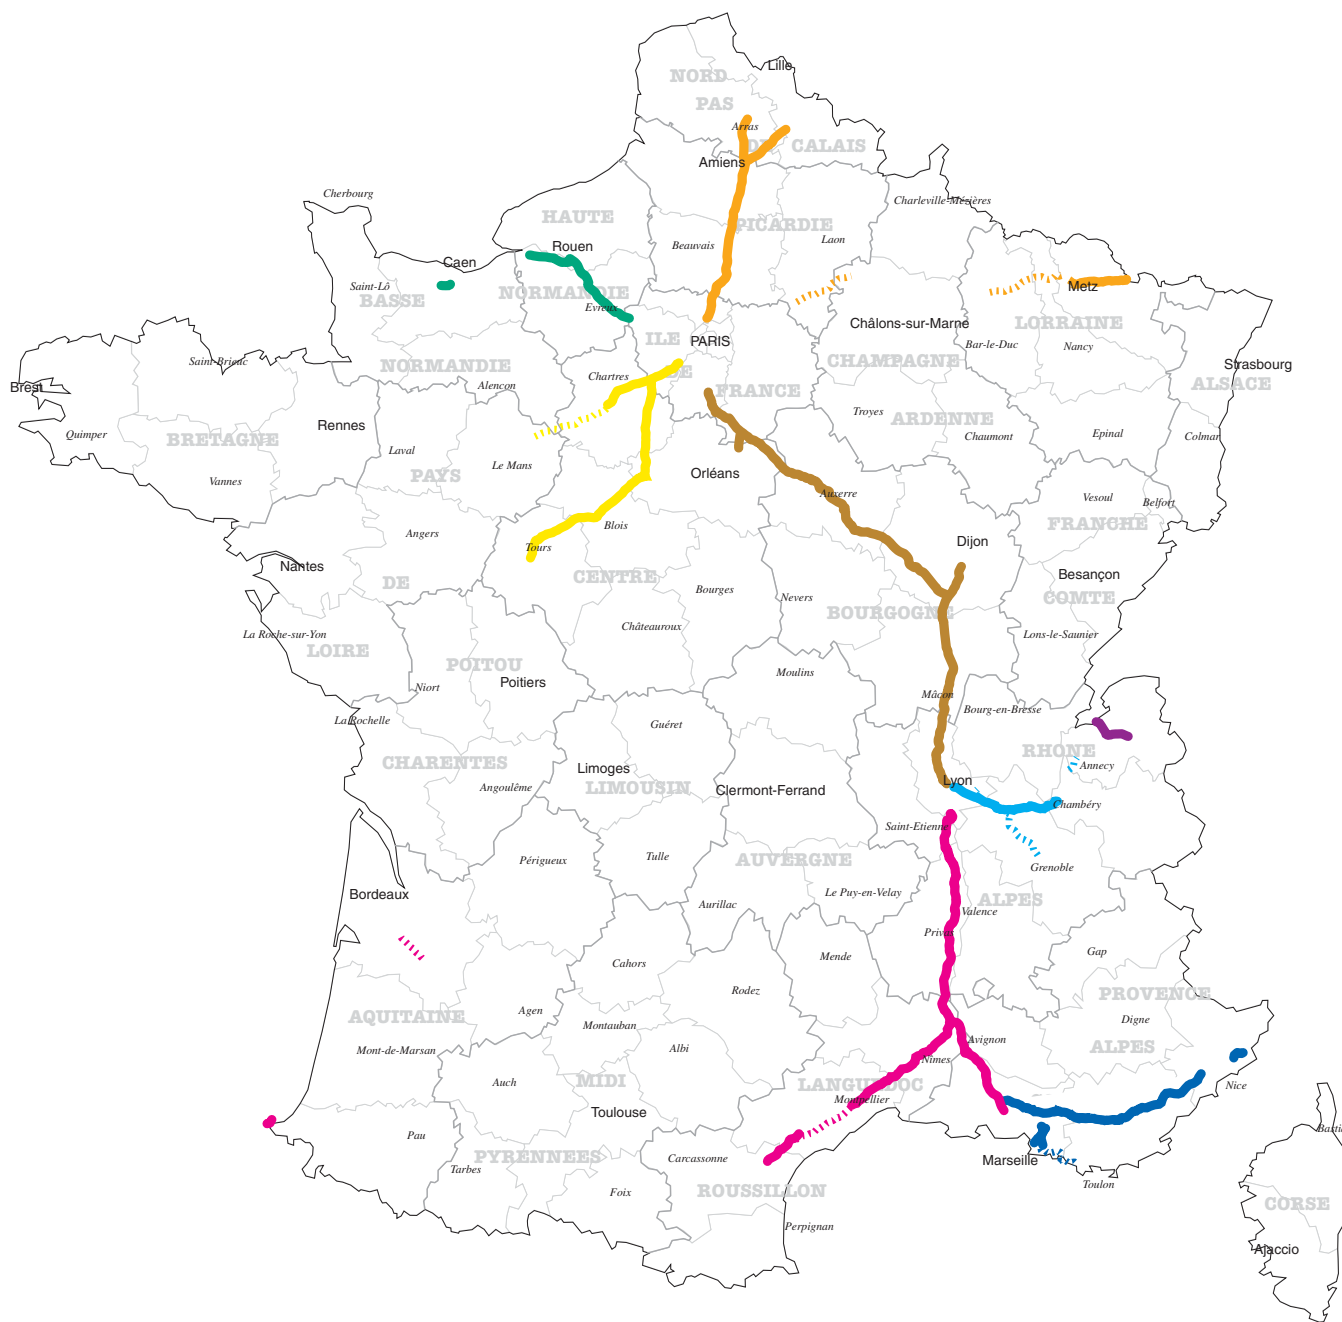 NORD
Lille
PAS
Arras
DE CALAIS
Amiens
Cherbourg
Charleville-Mézières
HAUTE
PICARDIE
Rouen
Beauvais
Laon
Caen
Saint-Lô
BASSE
NORMANDIE
Evreux
Metz
Châlons-sur-Marne
LORRAINE
ILE
PARIS
Bar-le-Duc
Nancy
Saint-Brieuc
NORMANDIE
CHAMPAGNE
Strasbourg
Brest
Alençon
Chartres
DE
FRANCE
ALSACE
Troyes
ARDENNE
Quimper
BRETAGNE
Rennes
Chaumont
Epinal
Colmar
Laval
Le Mans
Vannes
PAYS
Orléans
Auxerre
Vesoul
Belfort
Angers
Blois
FRANCHE
Tours
Dijon
Nantes
DE
CENTRE
Bourges
Nevers
Besançon
COMTE
BOURGOGNE
La Roche-sur-Yon
Châteauroux
Lons-le-Saunier
LOIRE
POITOU
Niort
Poitiers
Moulins
Mâcon
Bourg-en-Bresse
La Rochelle
Guéret
RHONE
CHARENTES
Limoges
Annecy
Angoulême
LIMOUSIN
Clermont-Ferrand
Lyon
Chambéry
Saint-Etienne
Périgueux
Tulle
AUVERGNE
Grenoble
Bordeaux
Aurillac
Le Puy-en-Velay
ALPES
Valence
Privas
Cahors
Mende
Gap
Rodez
PROVENCE
Agen
AQUITAINE
Montauban
Digne
Mont-de-Marsan
Albi
Avignon
ALPES
Nîmes
Auch
MIDI
LANGUEDOC
Nice
Montpellier
Toulouse
Pau
Bastia
PYRENNEES
Carcassonne
Marseille
Tarbes
Toulon
Foix
ROUSSILLON
CORSE
Perpignan
Ajaccio